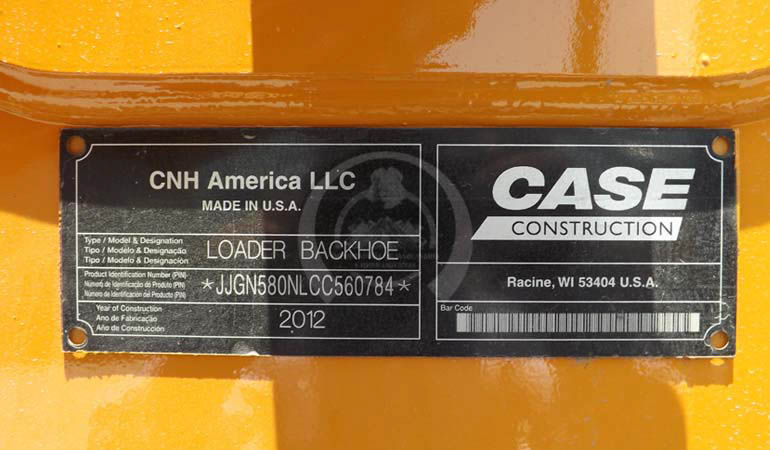 CNH America LLC
MADE IN U.S.A.
Type / Model & Designation
Tipo / Modelo & Designação
Tipo / Modelo & Designación
LOADER BACKHOE
Product Identification Number (PIN)
Número de Identificação do Produto (PIN)
Número de Identificación del Producto (PIN)
*JJGN580NLCC560784*
Year of Construction
Ano de Fabricação
Año de Construcción
2012
CASE
CONSTRUCTION
Racine, WI 53404 U.S.A.
Bar Code